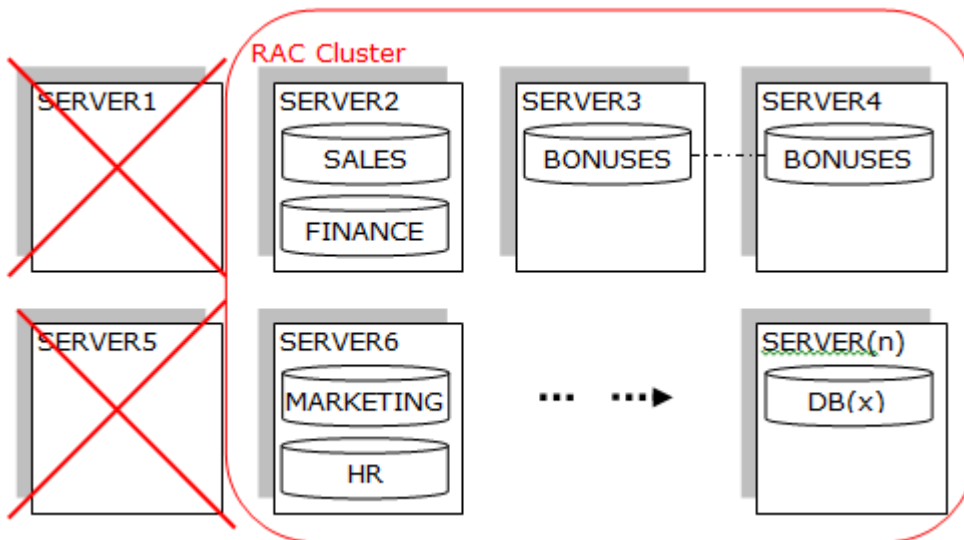 RAC Cluster
SERVER1
SERVER2
SERVER3
SERVER4
SALES
BONUSES
BONUSES
FINANCE
SERVER5
SERVER6
SERVER(n)
MARKETING
... ...
DB(x)
HR